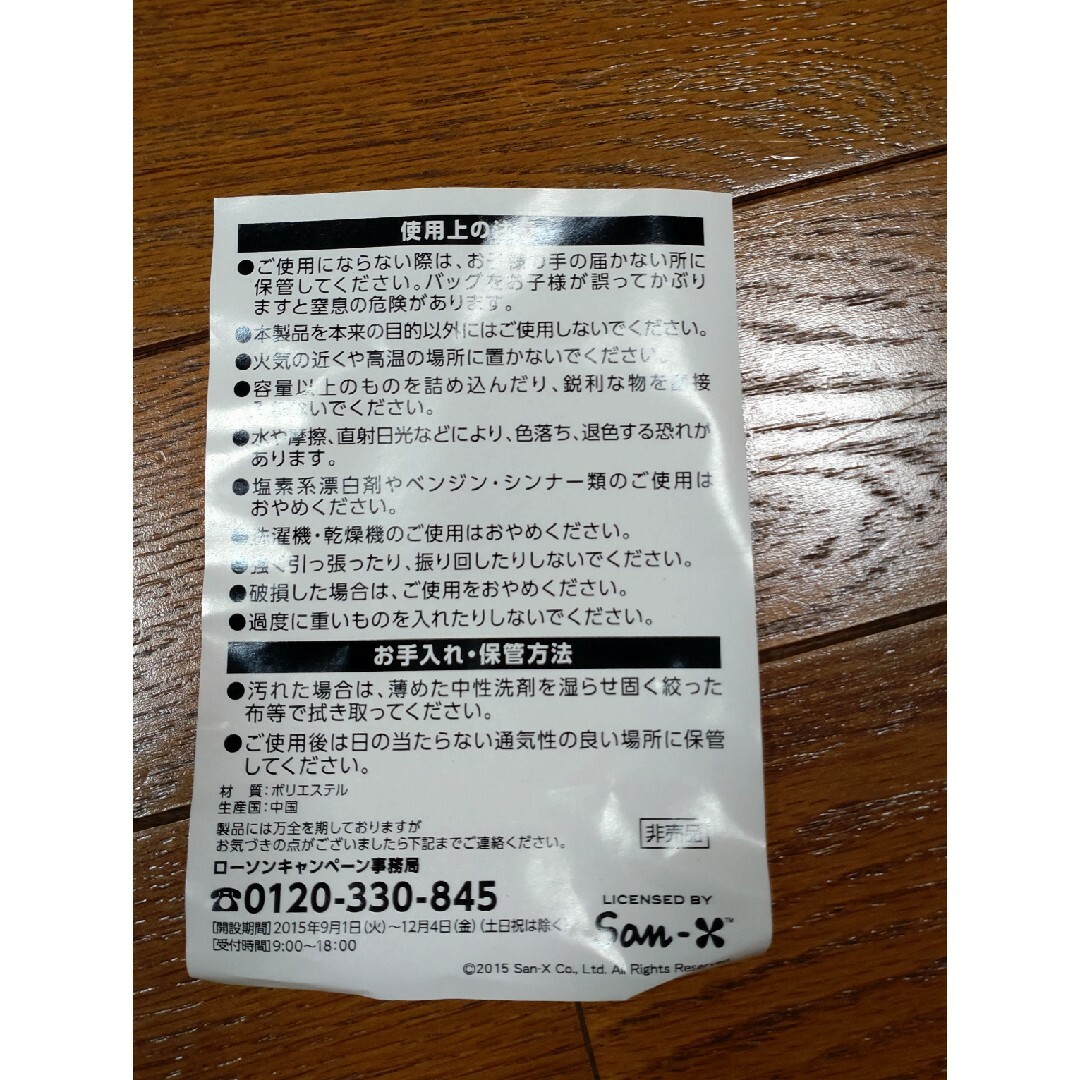 使用上の
●ご使用にならない際は、お子様の手の届かない所に
保管してください。バッグをお子様が誤ってかぶり
ますと窒息の危険があります。
●本製品を本来の目的以外にはご使用しないでください。
●火気の近くや高温の場所に置かないでください。
●容量以上のものを詰め込んだり、鋭利な物を直接
ないでください。
●水や摩擦、直射日光などにより、色落ち、退色する恐れが
あります。
●塩素系漂白剤やベンジン・シンナー類のご使用は
おやめください。
●洗濯機・乾燥機のご使用はおやめください。
●強く引っ張ったり、振り回したりしないでください。
●破損した場合は、ご使用をおやめください。
●過度に重いものを入れたりしないでください。
お手入れ・保管方法
●汚れた場合は、薄めた中性洗剤を湿らせ固く絞った
布等で拭き取ってください。
●ご使用後は日の当たらない通気性の良い場所に保管
してください。
材 質:ポリエステル
生産国:中国
製品には万全を期しておりますが
お気づきの点がございましたら下記までご連絡ください。
非売品
ローソンキャンペーン事務局
☎0120-330-845
[開設期間]2015年9月1日(火)～12月4日(金)(土日祝は除く)
[受付時間]9:00～18:00
LICENSED BY
San-X™
©2015 San-X Co., Ltd. All Rights